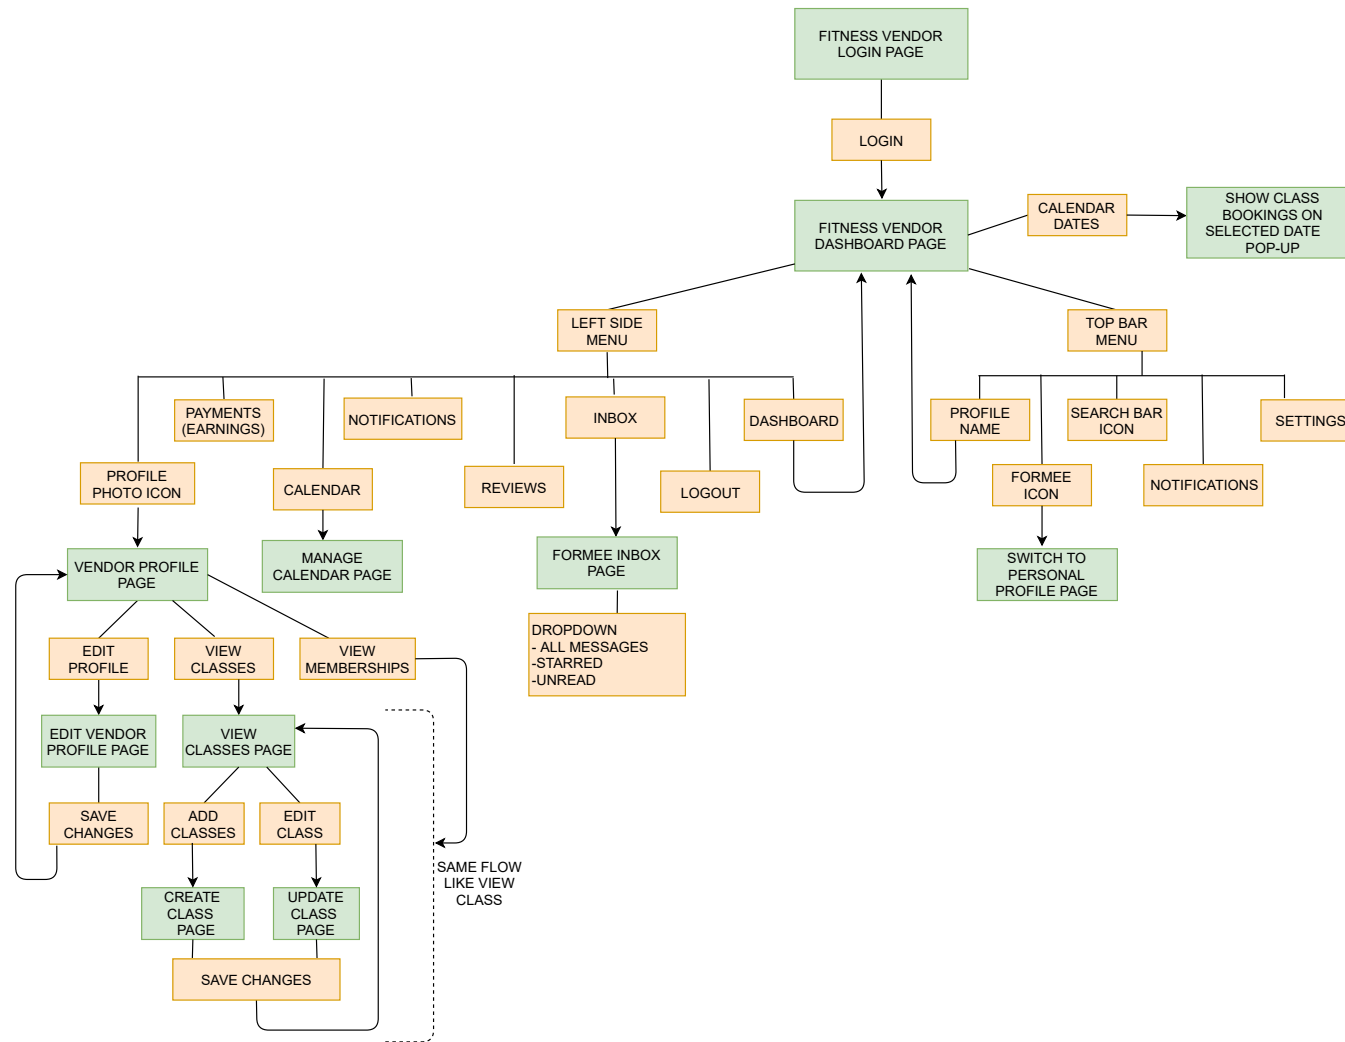 FITNESS VENDOR
LOGIN PAGE
LOGIN
FITNESS VENDOR
DASHBOARD PAGE
CALENDAR
DATES
SHOW CLASS
BOOKINGS ON
SELECTED DATE
POP-UP
LEFT SIDE
MENU
TOP BAR
MENU
PAYMENTS
(EARNINGS)
NOTIFICATIONS
INBOX
DASHBOARD
PROFILE
NAME
SEARCH BAR
ICON
SETTINGS
PROFILE
PHOTO ICON
CALENDAR
REVIEWS
LOGOUT
FORMEE
ICON
NOTIFICATIONS
VENDOR PROFILE
PAGE
MANAGE
CALENDAR PAGE
FORMEE INBOX
PAGE
SWITCH TO
PERSONAL
PROFILE PAGE
DROPDOWN
- ALL MESSAGES
-STARRED
-UNREAD
EDIT
PROFILE
VIEW
CLASSES
VIEW
MEMBERSHIPS
EDIT VENDOR
PROFILE PAGE
VIEW
CLASSES PAGE
SAVE
CHANGES
ADD
CLASSES
EDIT
CLASS
SAME FLOW
LIKE VIEW
CLASS
CREATE
CLASS
PAGE
UPDATE
CLASS
PAGE
SAVE CHANGES